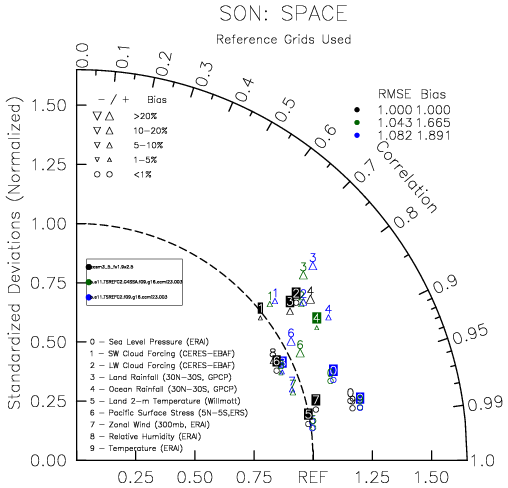 SON: SPACE
Reference Grids Used
0.0 0.1 0.2 0.3 0.4 0.5 0.6 0.7 0.8 0.9 0.95 0.99 1.0
Correlation
RMSE Bias
1.000 1.000
1.043 1.665
1.082 1.891
− / + Bias
>20%
10−20%
5−10%
1−5%
<1%
Standardized Deviations (Normalized)
1.50
1.25
1.00
0.75
0.50
0.25
0.00
0 − Sea Level Pressure (ERAI)
1 − SW Cloud Forcing (CERES−EBAF)
2 − LW Cloud Forcing (CERES−EBAF)
3 − Land Rainfall (30N−30S, GPCP)
4 − Ocean Rainfall (30N−30S, GPCP)
5 − Land 2−m Temperature (Willmott)
6 − Pacific Surface Stress (5N−5S,ERS)
7 − Zonal Wind (300mb, ERAI)
8 − Relative Humidity (ERAI)
9 − Temperature (ERAI)
0.25 0.50 0.75 REF 1.25 1.50